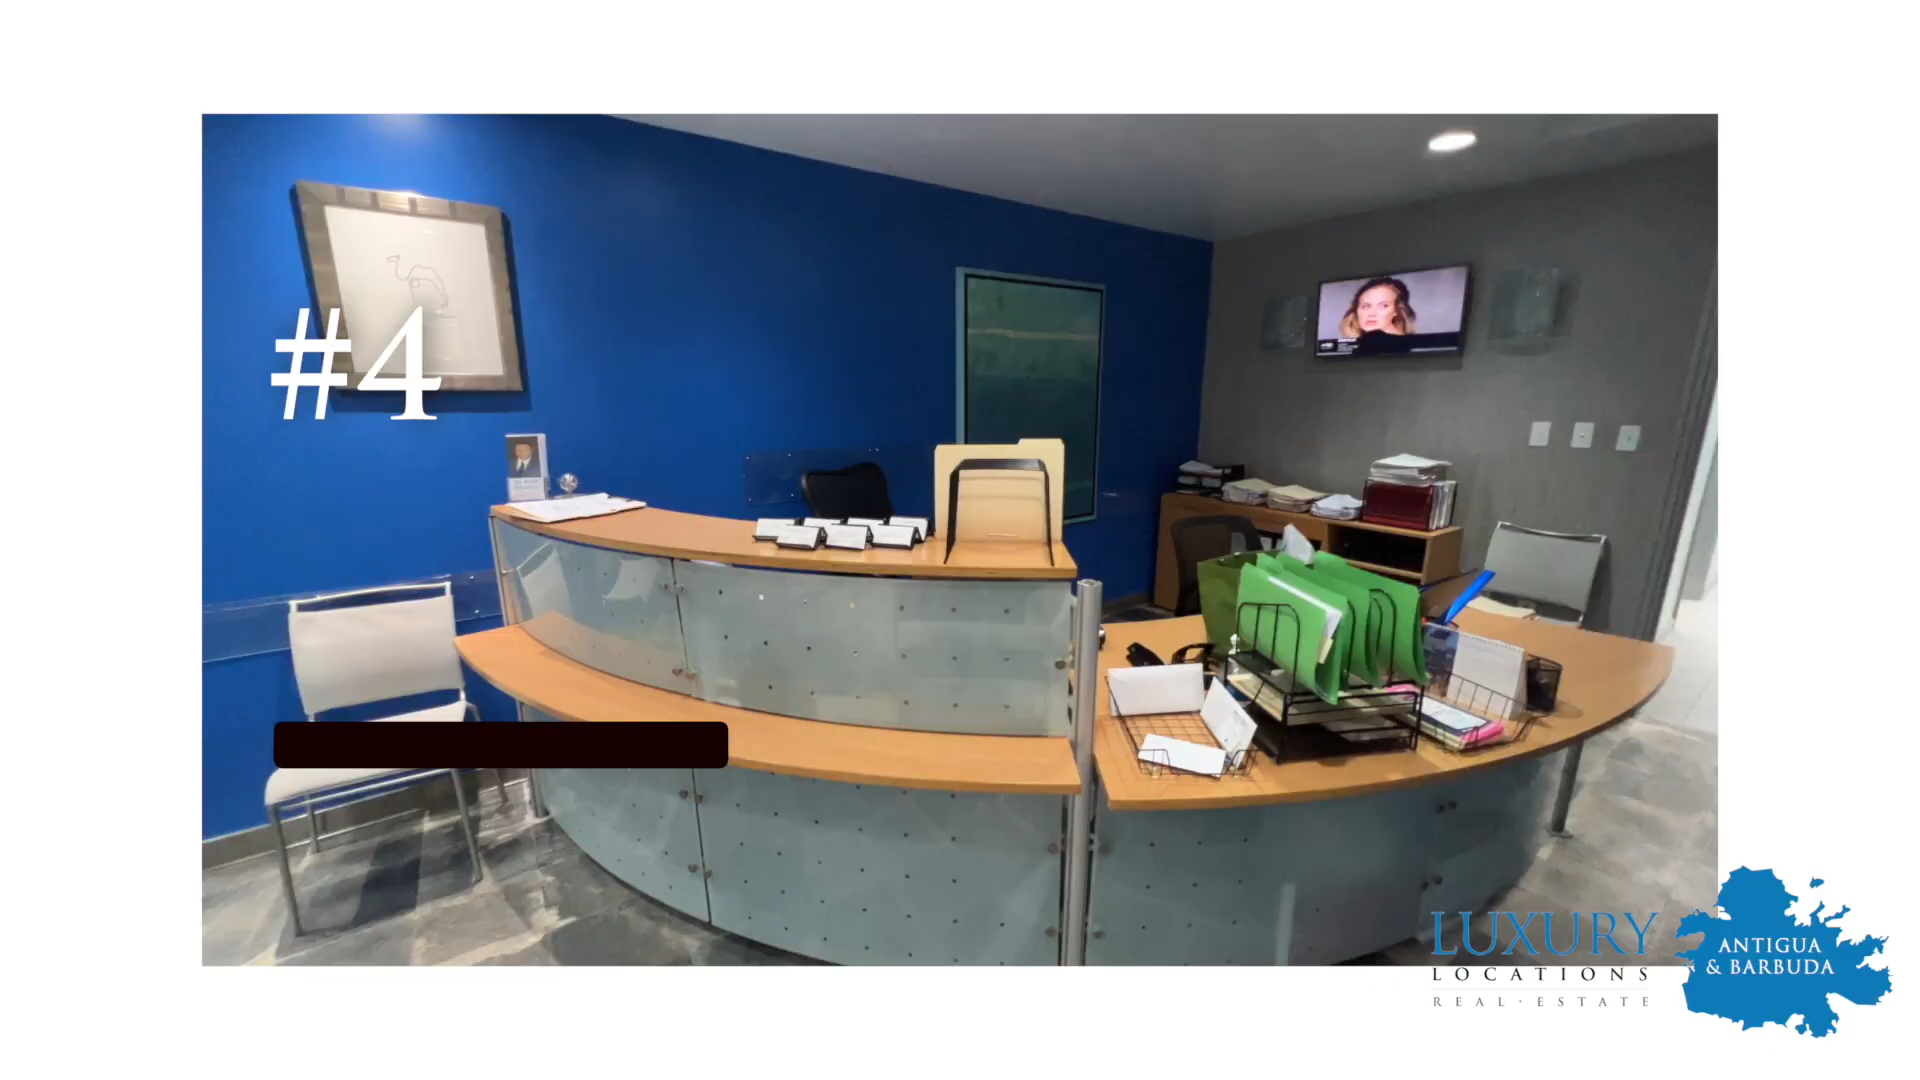 #4
LUXURY
LOCATIONS
REAL·ESTATE
ANTIGUA
& BARBUDA